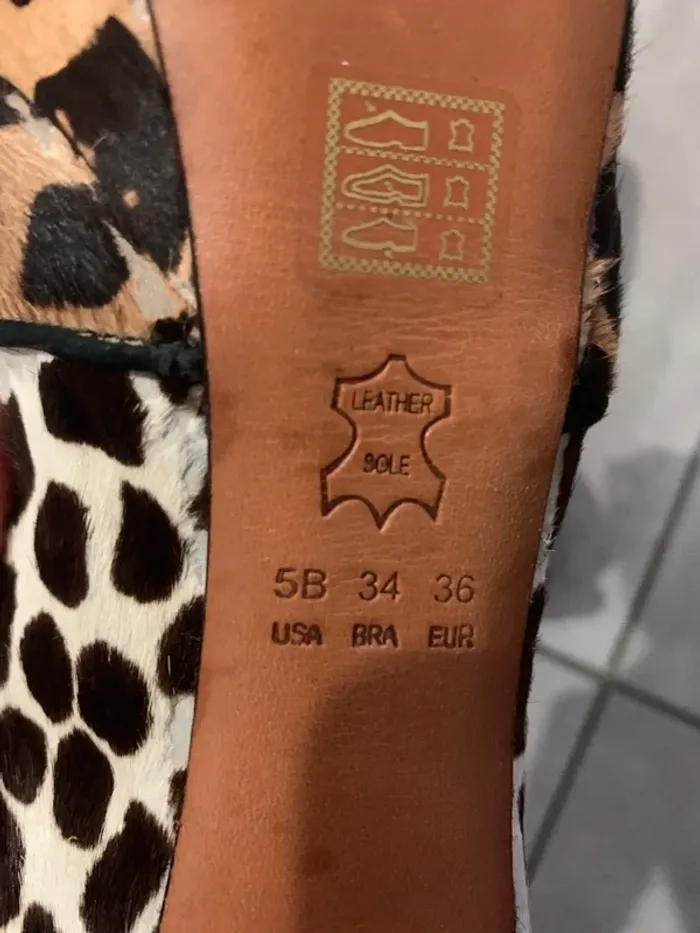 LEATHER
SOLE
5B 34 36
USA BRA EUR